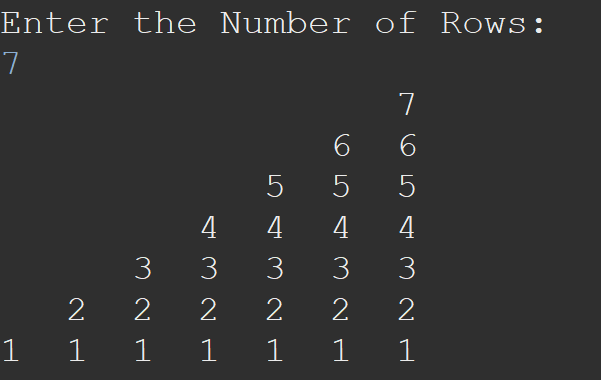 Enter the Number of Rows:
7
                        7
                    6   6
                5   5   5
            4   4   4   4
        3   3   3   3   3
    2   2   2   2   2   2
1   1   1   1   1   1   1